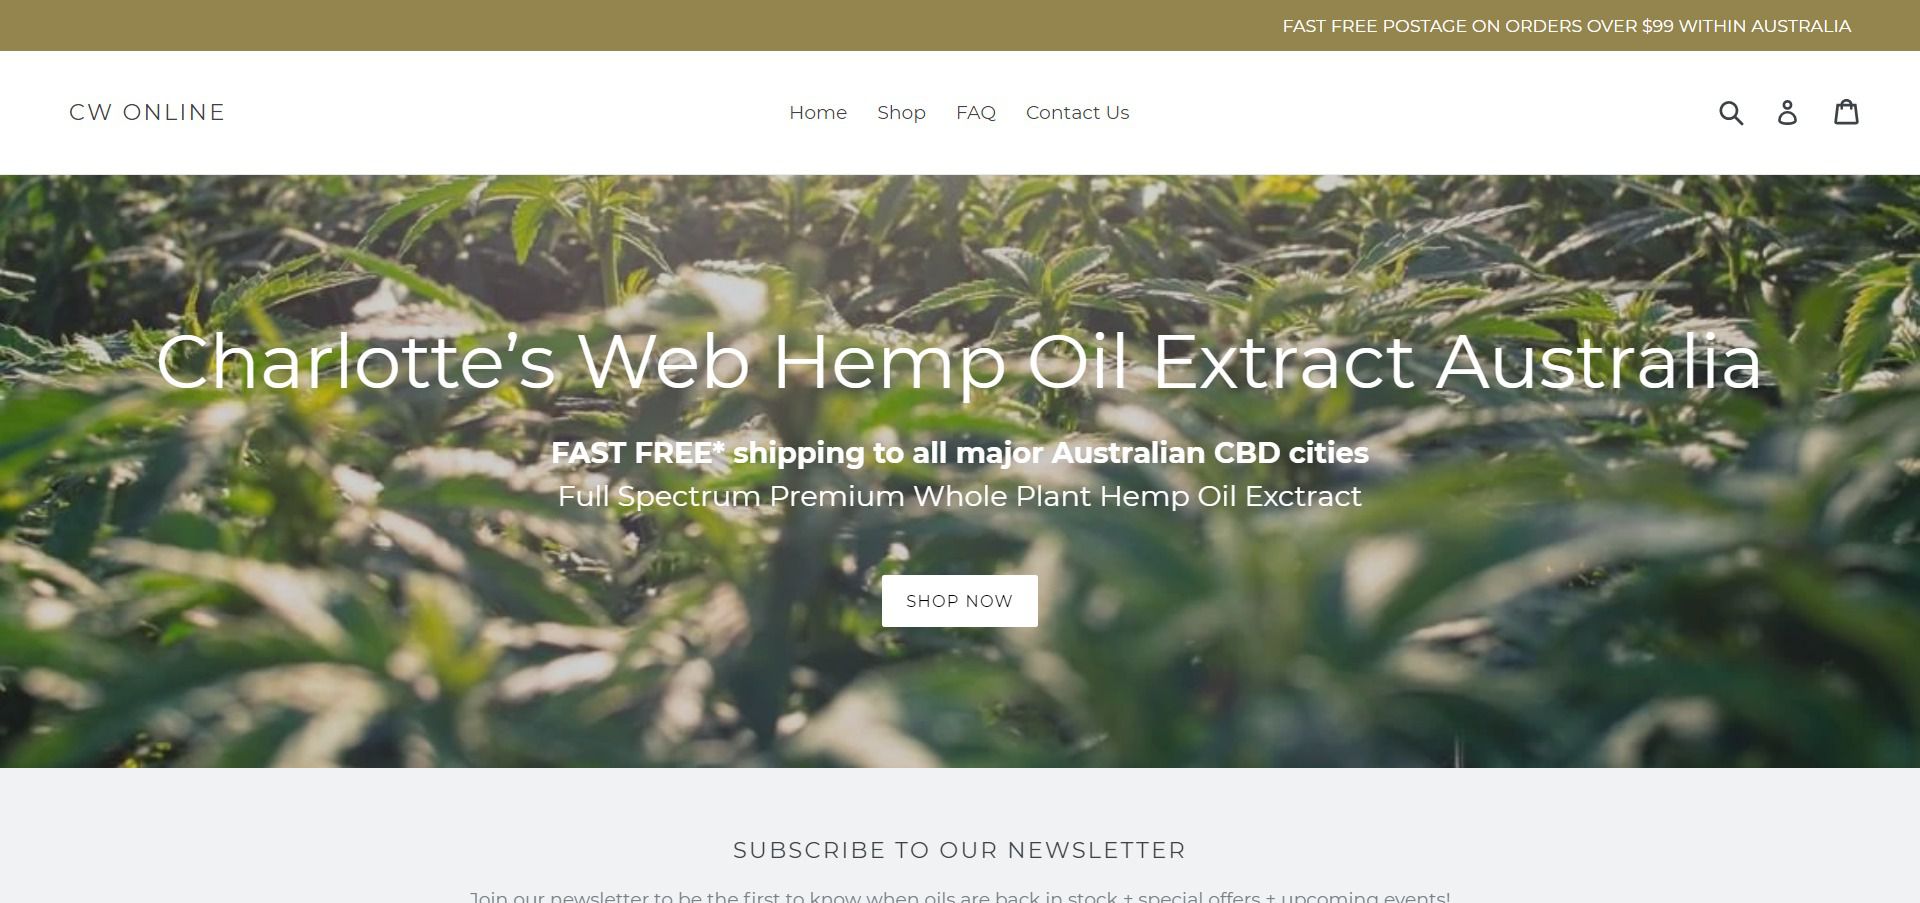 FAST FREE POSTAGE ON ORDERS OVER $99 WITHIN AUSTRALIA
CW ONLINE
Home Shop FAQ Contact Us
Charlotte’s Web Hemp Oil Extract Australia
FAST FREE* shipping to all major Australian CBD cities
Full Spectrum Premium Whole Plant Hemp Oil Exctract
SHOP NOW
SUBSCRIBE TO OUR NEWSLETTER
Join our newsletter to be the first to know when oils are back in stock + special offers + upcoming events!